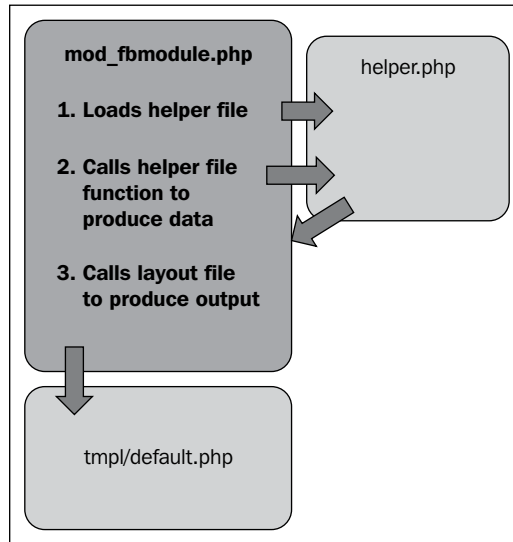 mod_fbmodule.php
1. Loads helper file
2. Calls helper file
function to
produce data
3. Calls layout file
to produce output
helper.php
tmpl/default.php